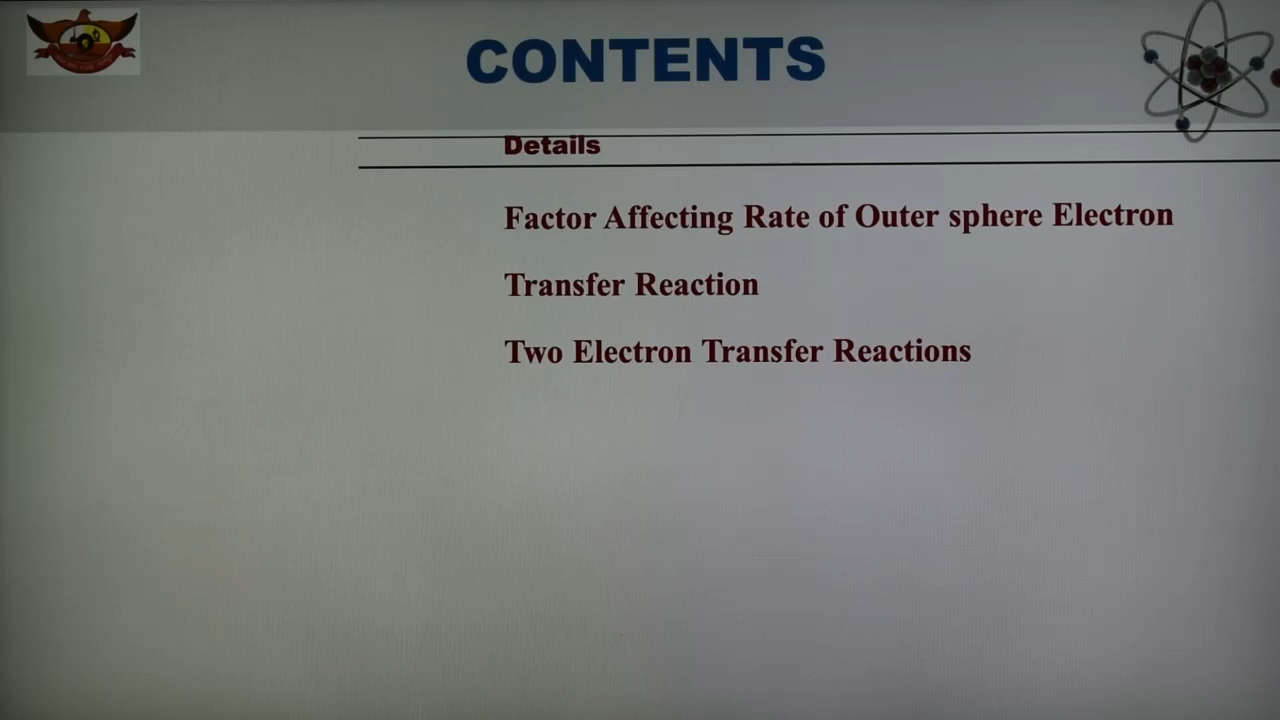 CONTENTS
Details
Factor Affecting Rate of Outer sphere Electron
Transfer Reaction
Two Electron Transfer Reactions